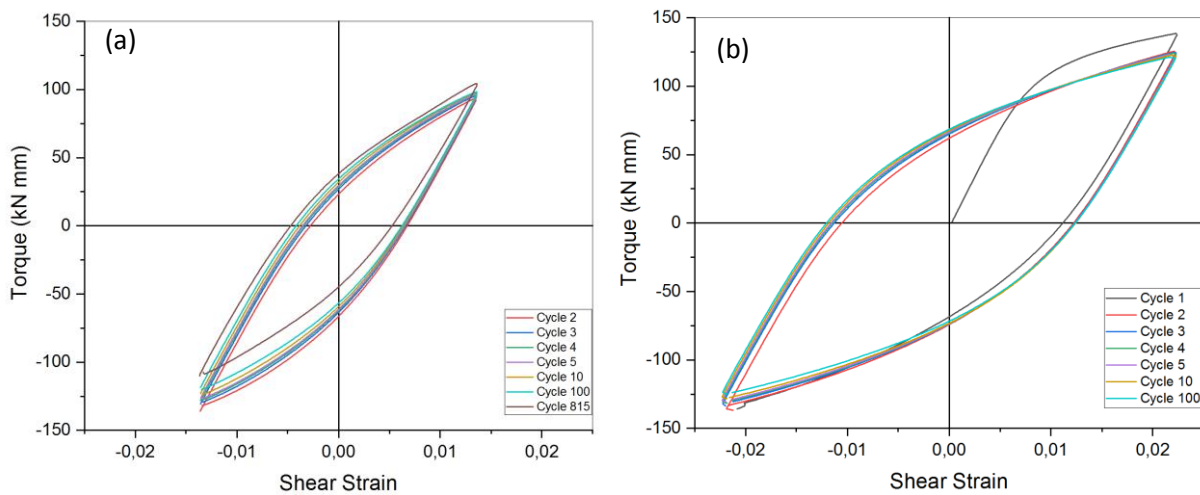 (a)
150
100
50
0
-50
-100
-150
Torque (kN mm)
-0,02
-0,01
0,00
0,01
0,02
Shear Strain
Cycle 2
Cycle 3
Cycle 4
Cycle 5
Cycle 10
Cycle 100
Cycle 815
(b)
150
100
50
0
-50
-100
-150
Torque (kN mm)
-0,02
-0,01
0,00
0,01
0,02
Shear Strain
Cycle 1
Cycle 2
Cycle 3
Cycle 4
Cycle 5
Cycle 10
Cycle 100